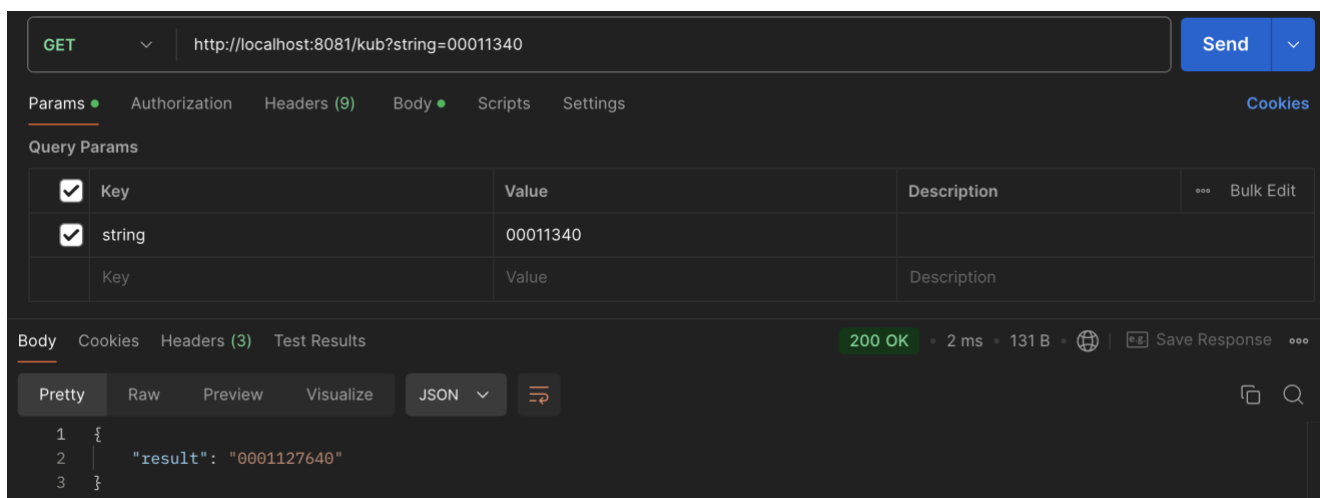 GET http://localhost:8081/kub?string=00011340 Send
Params Authorization Headers (9) Body Scripts Settings Cookies
Query Params
Key Value Description Bulk Edit
string 00011340
Key Value Description
Body Cookies Headers (3) Test Results 200 OK 2 ms 131 B e.g. Save Response
Pretty Raw Preview Visualize JSON
1 {
2 "result": "0001127640"
3 }